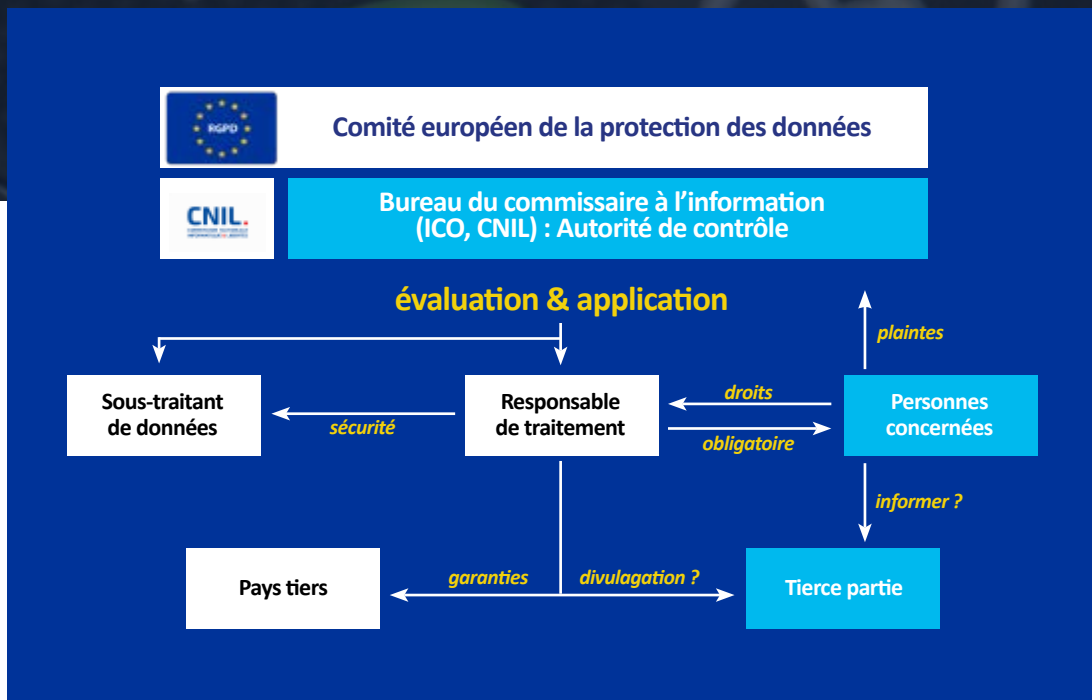 RGPD
Comité européen de la protection des données
CNIL.
Bureau du commissaire à l'information
(ICO, CNIL) : Autorité de contrôle
évaluation & application
plaintes
Sous-traitant
de données
sécurité
Responsable
de traitement
droits
obligatoire
Personnes
concernées
informer ?
Pays tiers
garanties
divulagation ?
Tierce partie